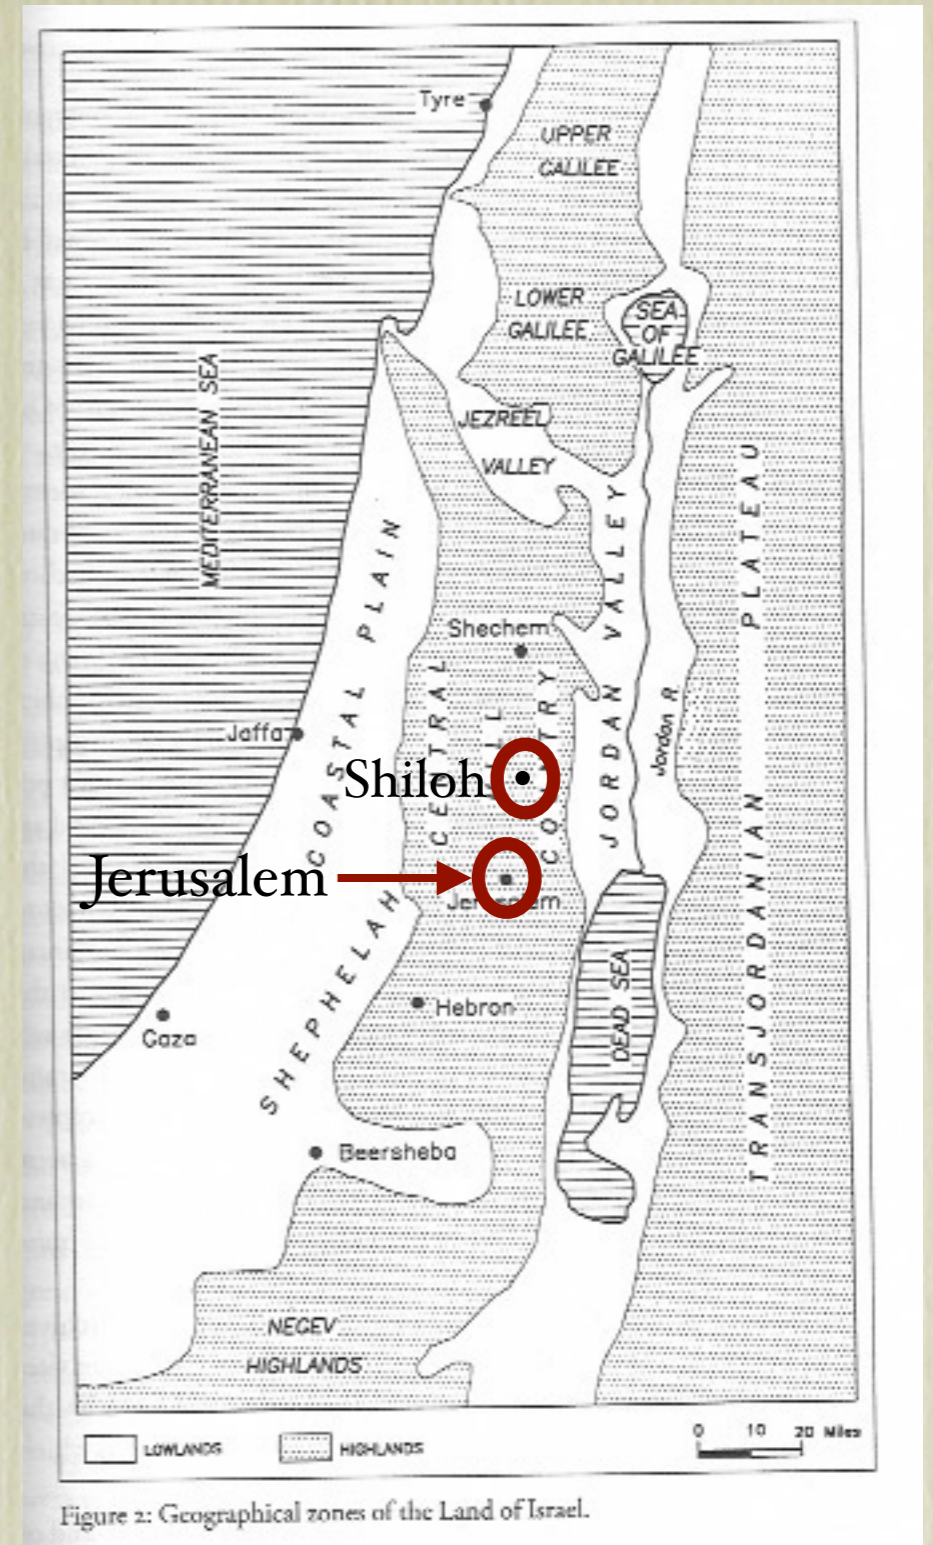 Tyre
UPPER
GALILEE
LOWER
GALILEE
SEA
OF
GALILEE
MEDITERRANEAN SEA
JEZREEL
VALLEY
COASTAL PLAIN
JORDAN VALLEY
TRANSJORDANIAN PLATEAU
Shechem
CENTRAL
HILL
COUNTRY
Jordan R.
Jaffa
Shiloh
Jerusalem
Jerusalem
SHEPHELAH
DEAD SEA
Hebron
Gaza
Beersheba
NEGEV
HIGHLANDS
LOWLANDS
HIGHLANDS
0 10 20 Miles
Figure 2: Geographical zones of the Land of Israel.